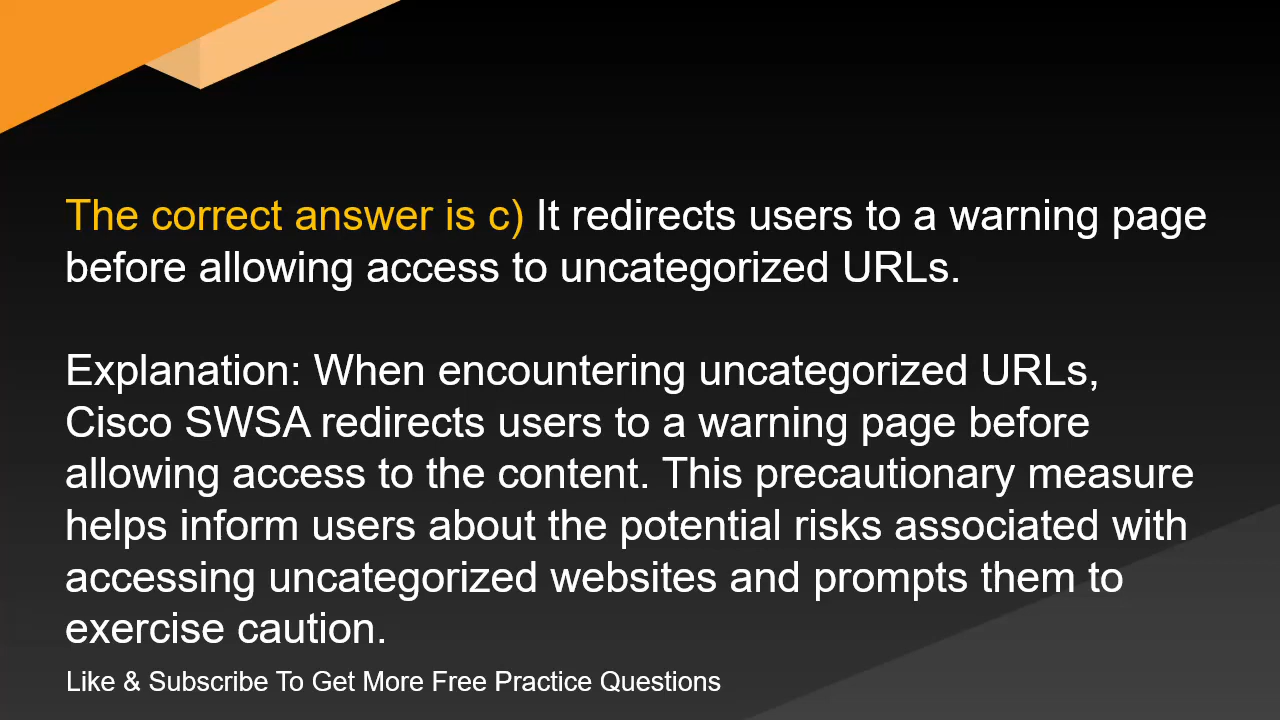 The correct answer is c) It redirects users to a warning page
before allowing access to uncategorized URLs.
Explanation: When encountering uncategorized URLs,
Cisco SWSA redirects users to a warning page before
allowing access to the content. This precautionary measure
helps inform users about the potential risks associated with
accessing uncategorized websites and prompts them to
exercise caution.
Like & Subscribe To Get More Free Practice Questions